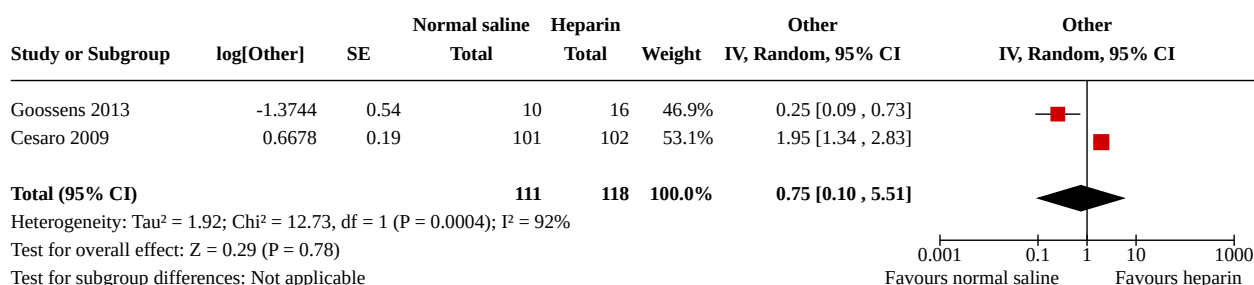 Normal saline Heparin Other Other
Study or Subgroup log[Other] SE Total Total Weight IV, Random, 95% CI IV, Random, 95% CI
Goossens 2013 -1.3744 0.54 10 16 46.9% 0.25 [0.09 , 0.73]
Cesaro 2009 0.6678 0.19 101 102 53.1% 1.95 [1.34 , 2.83]
Total (95% CI) 111 118 100.0% 0.75 [0.10 , 5.51]
Heterogeneity: Tau² = 1.92; Chi² = 12.73, df = 1 (P = 0.0004); I² = 92%
Test for overall effect: Z = 0.29 (P = 0.78) 0.001 0.1 1 10 1000
Test for subgroup differences: Not applicable Favours normal saline Favours heparin